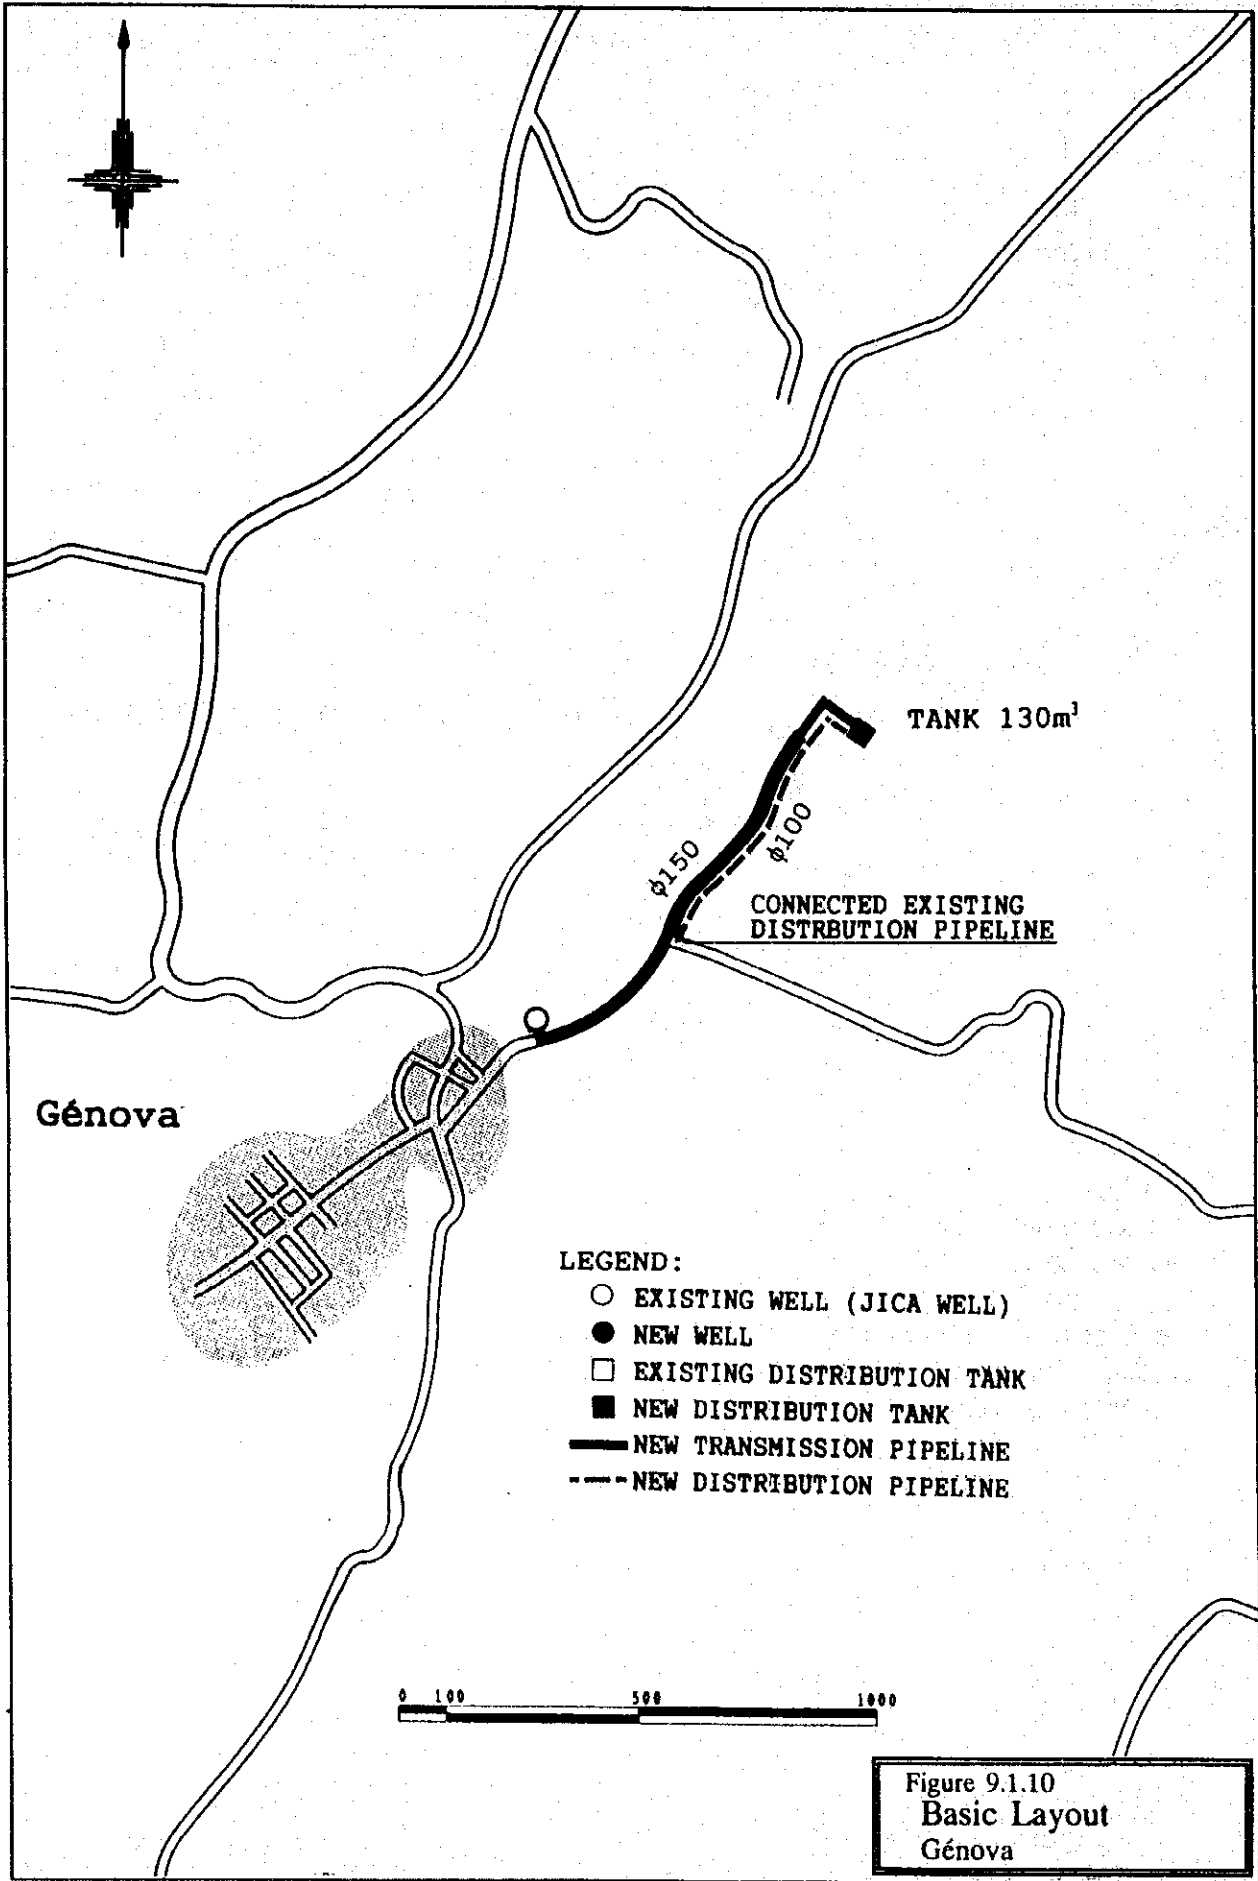 TANK 130m³
φ150
φ100
CONNECTED EXISTING
DISTRBUTION PIPELINE
Génova
LEGEND:
EXISTING WELL (JICA WELL)
NEW WELL
EXISTING DISTRIBUTION TANK
NEW DISTRIBUTION TANK
NEW TRANSMISSION PIPELINE
NEW DISTRIBUTION PIPELINE
0 100 500 1000
Figure 9.1.10
Basic Layout
Génova